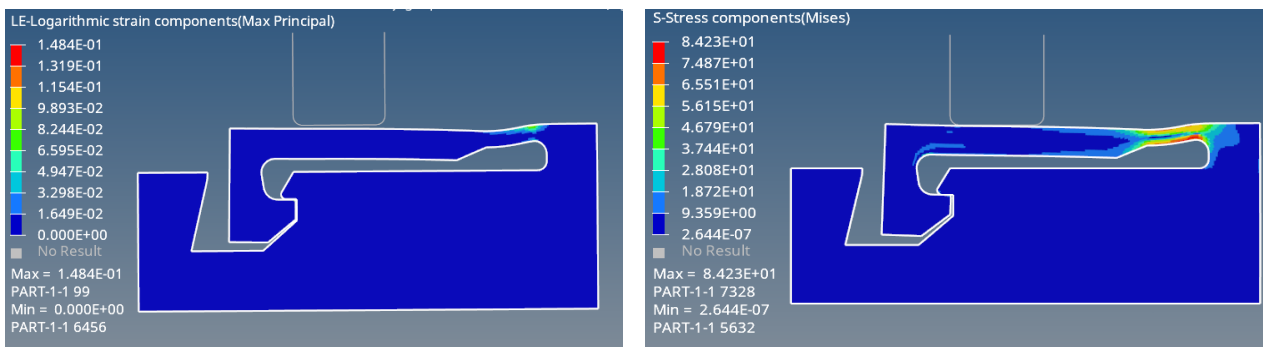 LE-Logarithmic strain components(Max Principal)
1.484E-01
1.319E-01
1.154E-01
9.893E-02
8.244E-02
6.595E-02
4.947E-02
3.298E-02
1.649E-02
0.000E+00
No Result
Max = 1.484E-01
PART-1-1 99
Min = 0.000E+00
PART-1-1 6456
S-Stress components(Mises)
8.423E+01
7.487E+01
6.551E+01
5.615E+01
4.679E+01
3.744E+01
2.808E+01
1.872E+01
9.359E+00
2.644E-07
No Result
Max = 8.423E+01
PART-1-1 7328
Min = 2.644E-07
PART-1-1 5632